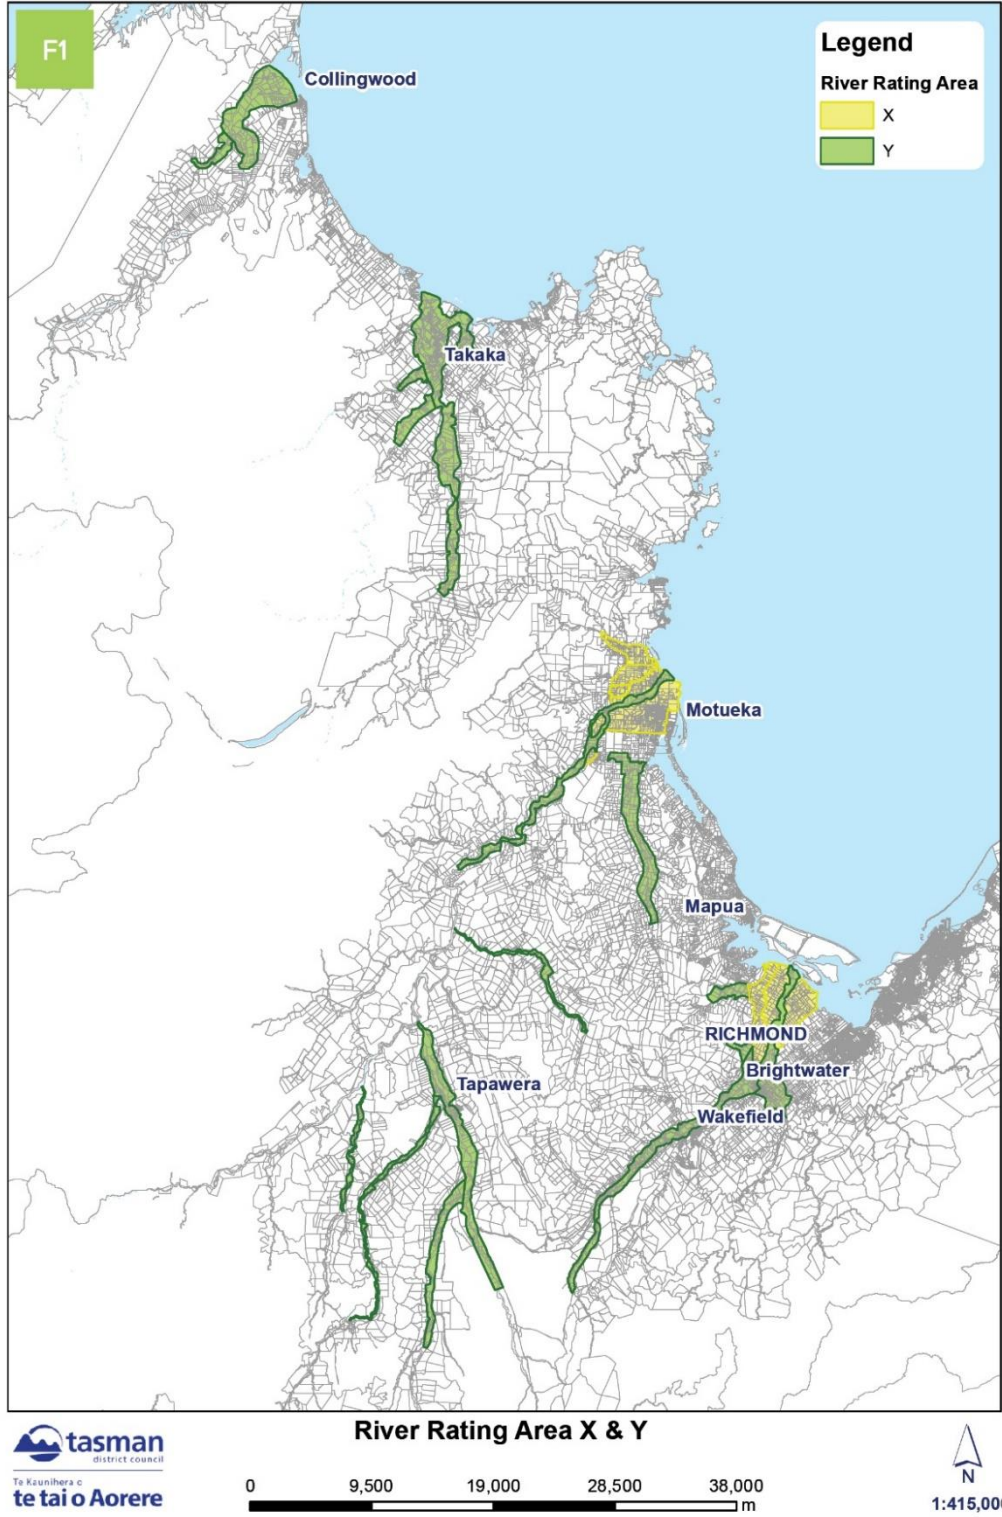 F1
Legend
River Rating Area
X
Y
Collingwood
Takaka
Motueka
Mapua
RICHMOND
Brightwater
Tapawera
Wakefield
River Rating Area X & Y
tasman
district council
Te Kaunihera o
te tai o Aorere
0 9,500 19,000 28,500 38,000
m
N
1:415,000